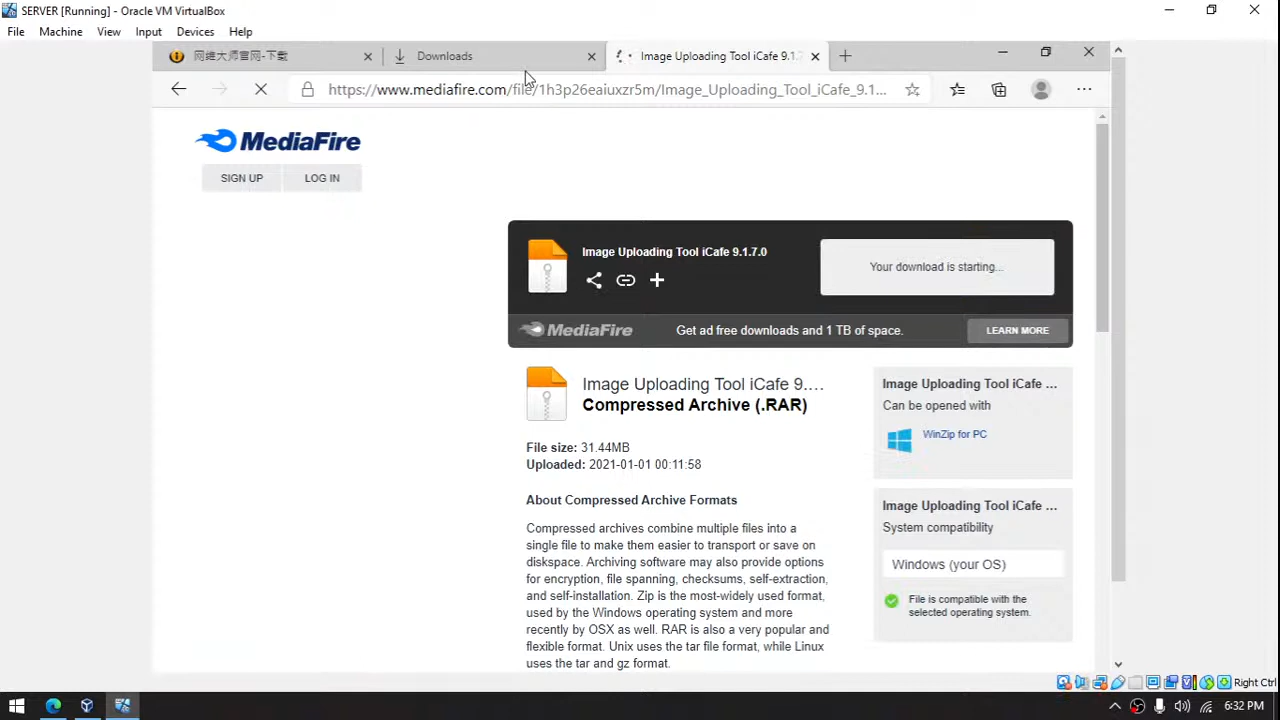 SERVER [Running] - Oracle VM VirtualBox
File Machine View Input Devices Help
网维大师官网-下载
Downloads
Image Uploading Tool iCafe 9.1.7
https://www.mediafire.com/file/1h3p26eaiuxzr5m/Image_Uploading_Tool_iCafe_9.1...
MediaFire
SIGN UP
LOG IN
Image Uploading Tool iCafe 9.1.7.0
Your download is starting...
MediaFire
Get ad free downloads and 1 TB of space.
LEARN MORE
Image Uploading Tool iCafe 9....
Compressed Archive (.RAR)
File size: 31.44MB
Uploaded: 2021-01-01 00:11:58
About Compressed Archive Formats
Compressed archives combine multiple files into a
single file to make them easier to transport or save on
diskspace. Archiving software may also provide options
for encryption, file spanning, checksums, self-extraction,
and self-installation. Zip is the most-widely used format,
used by the Windows operating system and more
recently by OSX as well. RAR is also a very popular and
flexible format. Unix uses the tar file format, while Linux
uses the tar and gz format.
Image Uploading Tool iCafe ...
Can be opened with
WinZip for PC
Image Uploading Tool iCafe ...
System compatibility
Windows (your OS)
File is compatible with the
selected operating system.
Right Ctrl
6:32 PM